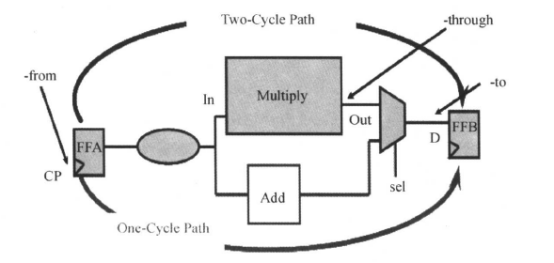 Two-Cycle Path
-through
-from
-to
In
Multiply
Out
FFA
FFB
D
CP
Add
sel
One-Cycle Path